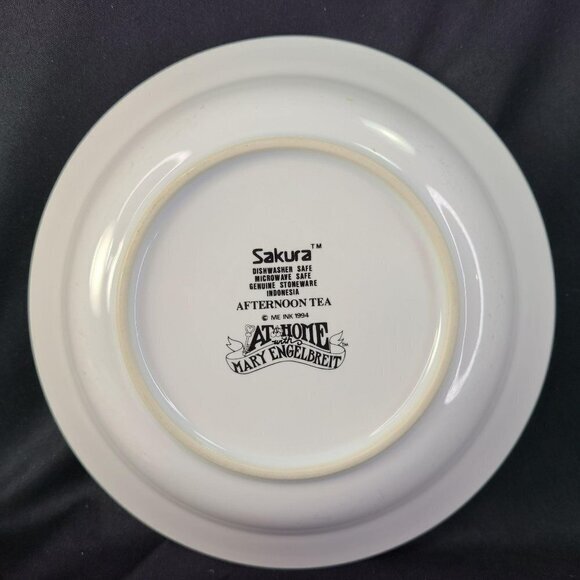 Sakura™
DISHWASHER SAFE
MICROWAVE SAFE
GENUINE STONEWARE
INDONESIA
AFTERNOON TEA
© ME INK 1994
AT HOME
with
MARY ENGELBREIT